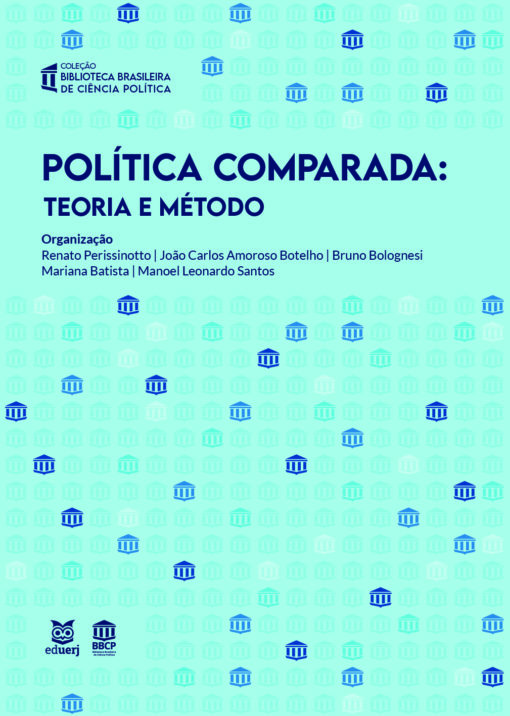 COLEÇÃO
BIBLIOTECA BRASILEIRA
DE CIÊNCIA POLÍTICA
POLÍTICA COMPARADA:
TEORIA E MÉTODO
Organização
Renato Perissinotto | João Carlos Amoroso Botelho | Bruno Bolognesi
Mariana Batista | Manoel Leonardo Santos
eduerj
BBCP